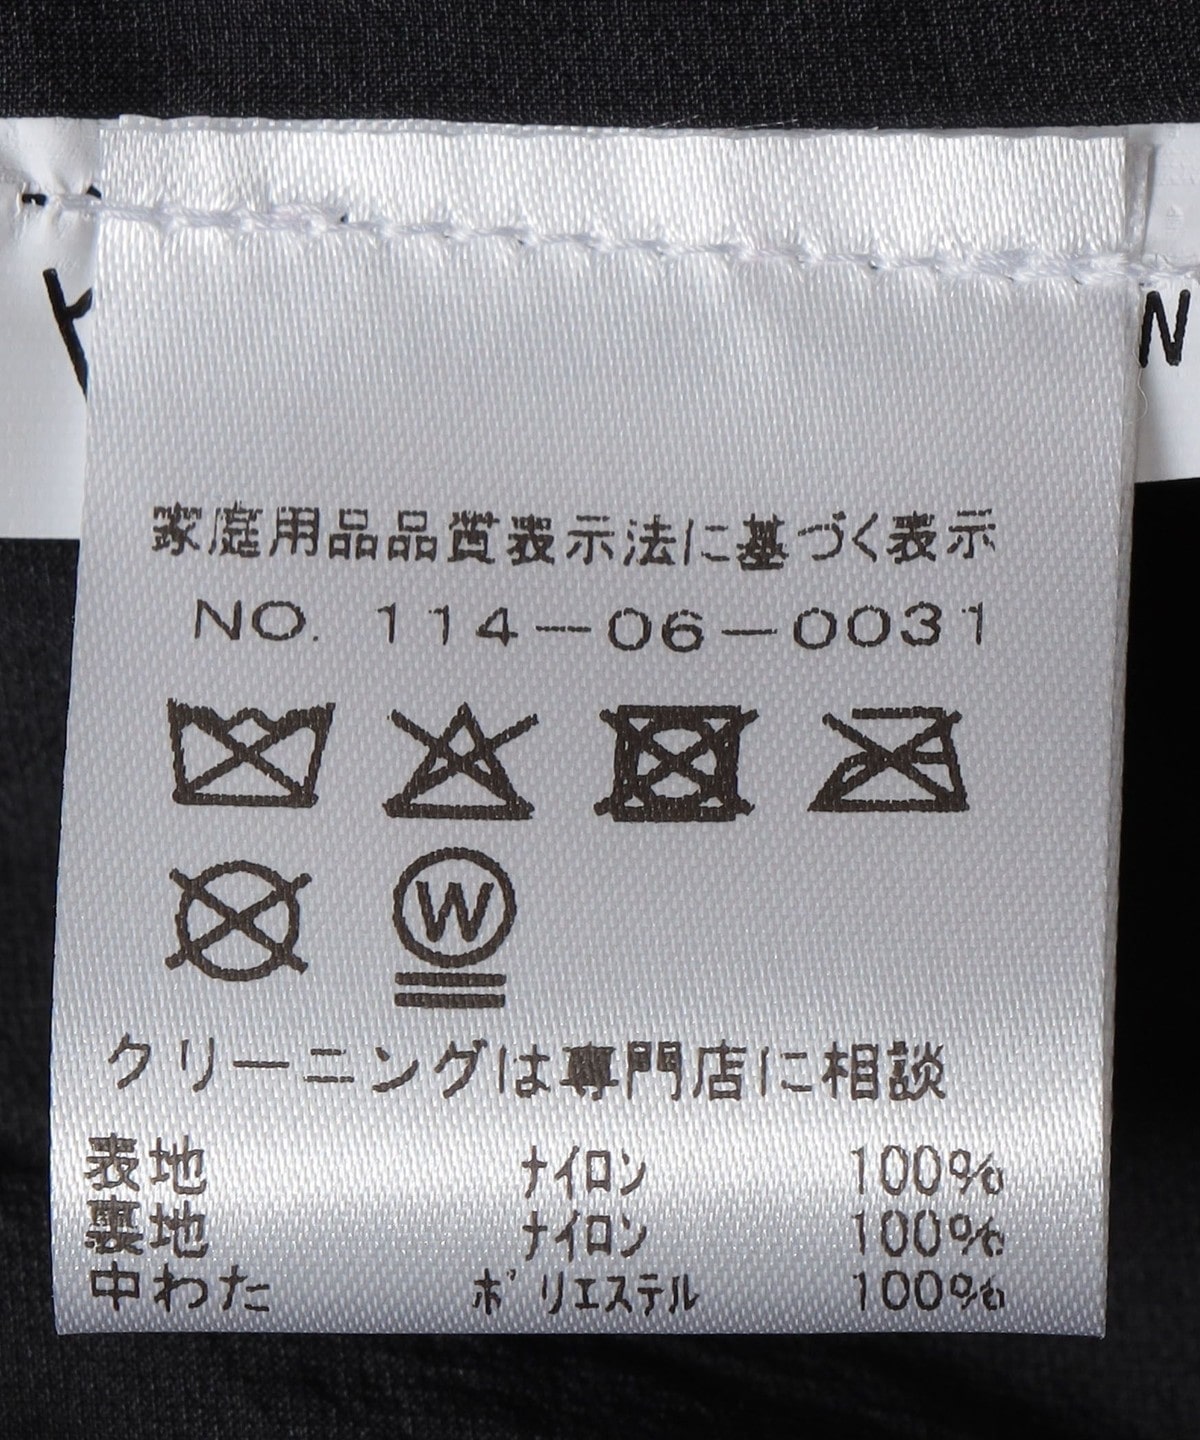 家庭用品品質表示法に基づく表示
NO. 114-06-0031
W
クリーニングは専門店に相談
表地 ナイロン 100%
裏地 ナイロン 100%
中わた ポリエステル 100%
N